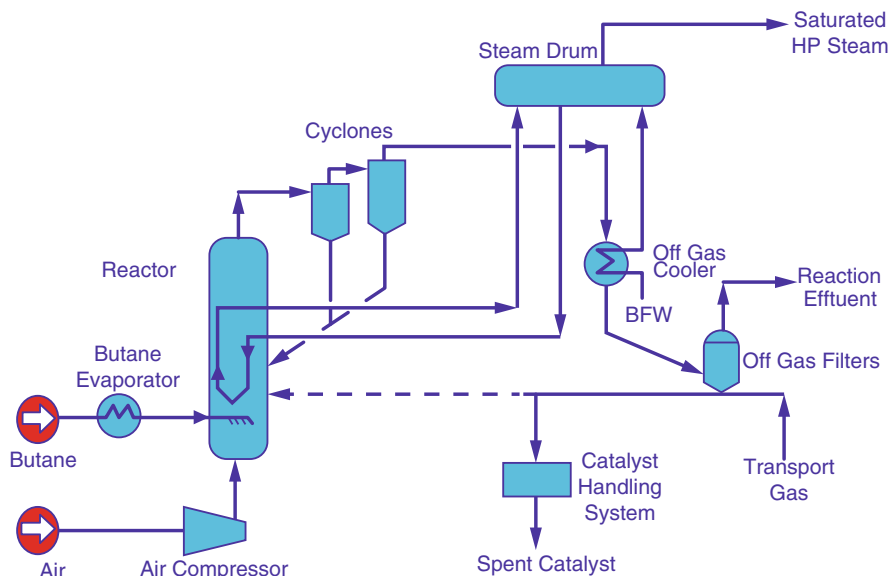 Saturated
HP Steam
Steam Drum
Cyclones
Reactor
Off Gas
Cooler
BFW
Reaction
Efftuent
Off Gas Filters
Butane
Evaporator
Butane
Catalyst
Handling
System
Transport
Gas
Spent Catalyst
Air
Air Compressor